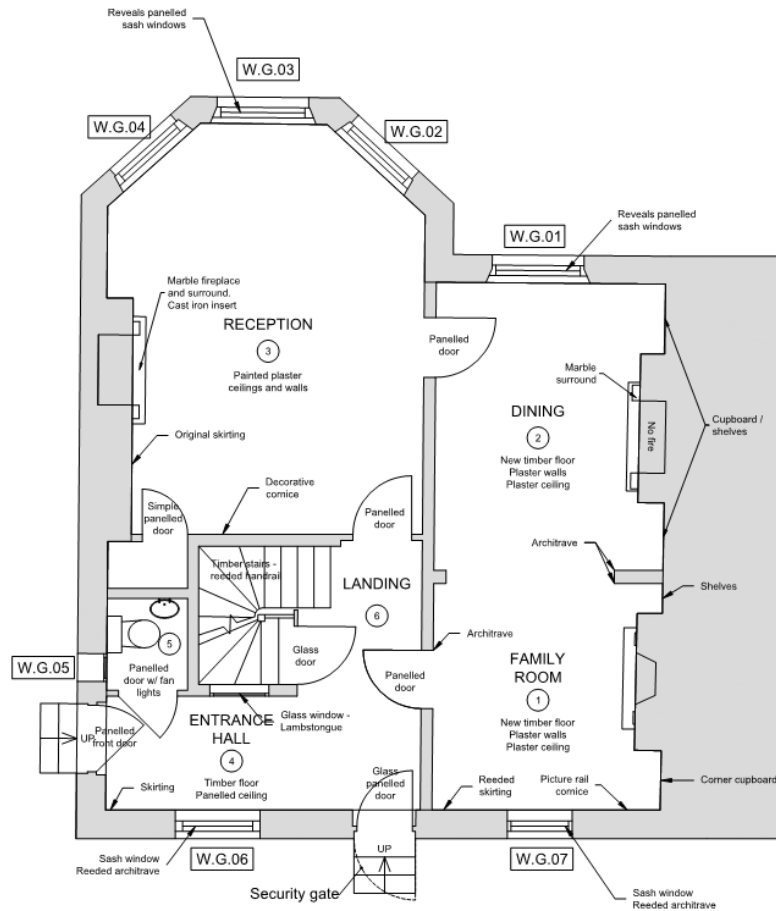 Reveals panelled
sash windows
W.G.03
W.G.04
W.G.02
W.G.01
Reveals panelled
sash windows
Marble fireplace
and surround.
Cast iron insert
RECEPTION
3
Painted plaster
ceilings and walls
Panelled
door
Marble
surround
DINING
2
New timber floor
Plaster walls
Plaster ceiling
No fire
Cupboard /
shelves
Original skirting
Decorative
cornice
Simple
panelled
door
Panelled
door
Timber stairs -
reeded handrail
LANDING
6
Architrave
Shelves
5
Panelled
door w/ fan
lights
W.G.05
Glass
door
Architrave
Panelled
door
FAMILY
ROOM
1
New timber floor
Plaster walls
Plaster ceiling
UP
Panelled
front door
ENTRANCE
HALL
4
Timber floor
Panelled ceiling
Glass window -
Lambstongue
Glass
panelled
door
Skirting
Reeded
skirting
Picture rail
cornice
Corner cupboard
W.G.06
Sash window
Reeded architrave
UP
Security gate
W.G.07
Sash window
Reeded architrave